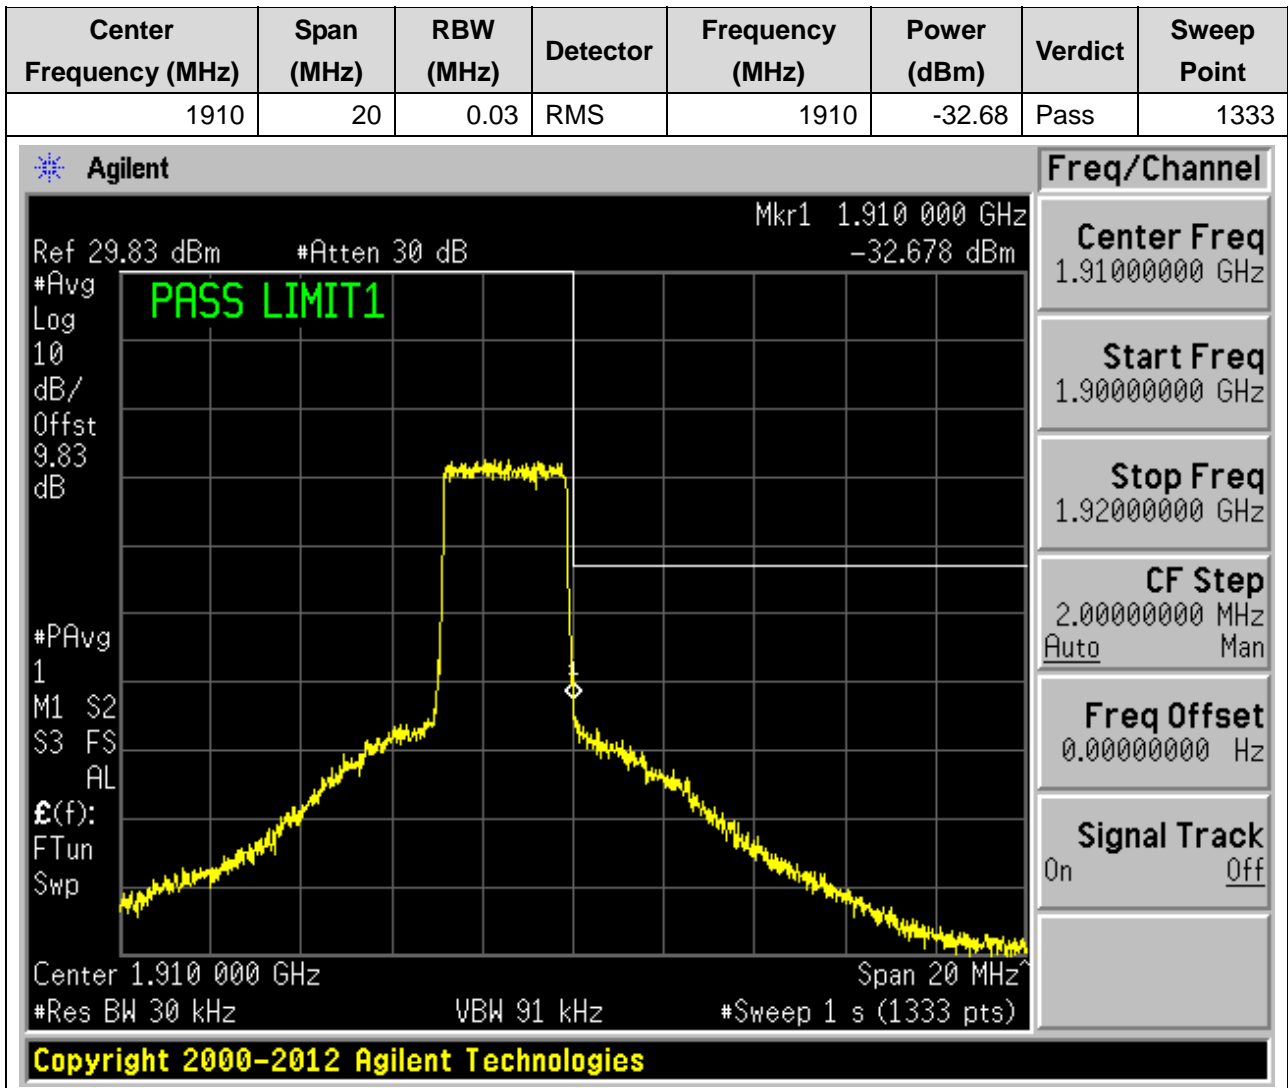 Center Frequency (MHz) Span (MHz) RBW (MHz) Detector Frequency (MHz) Power (dBm) Verdict Sweep Point
1910 20 0.03 RMS 1910 -32.68 Pass 1333
Agilent
Freq/Channel
Mkr1 1.910 000 GHz
Ref 29.83 dBm #Atten 30 dB -32.678 dBm
#Avg
Log
10
dB/
Offst
9.83
dB
PASS LIMIT1
#PAvg
1
M1 S2
S3 FS
AL
£(f):
FTun
Swp
1
Center 1.910 000 GHz Span 20 MHz^
#Res BW 30 kHz VBW 91 kHz #Sweep 1 s (1333 pts)
Center Freq
1.91000000 GHz
Start Freq
1.90000000 GHz
Stop Freq
1.92000000 GHz
CF Step
2.00000000 MHz
Auto Man
Freq Offset
0.00000000 Hz
Signal Track
On Off
Copyright 2000-2012 Agilent Technologies